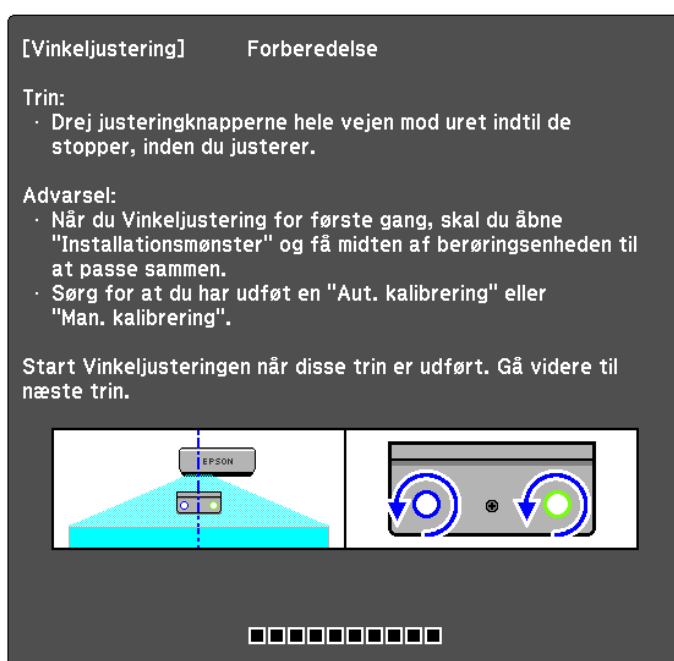 [Vinkeljustering] Forberedelse
Trin:
· Drej justeringknapperne hele vejen mod uret indtil de
stopper, inden du justerer.
Advarsel:
· Når du Vinkeljustering for første gang, skal du åbne
"Installationsmønster" og få midten af berøringsenheden til
at passe sammen.
· Sørg for at du har udføt en "Aut. kalibrering" eller
"Man. kalibrering".
Start Vinkeljusteringen når disse trin er udført. Gå videre til
næste trin.
EPSON